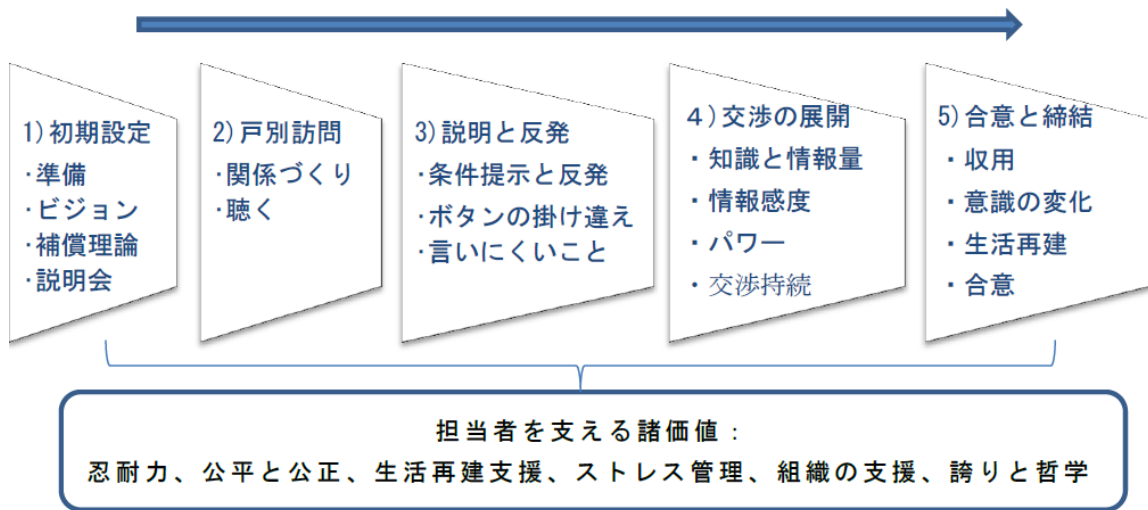 1)初期設定
・準備
・ビジョン
・補償理論
・説明会
2)戸別訪問
・関係づくり
・聴く
3)説明と反発
・条件提示と反発
・ボタンの掛け違え
・言いにくいこと
4)交渉の展開
・知識と情報量
・情報感度
・パワー
・交渉持続
5)合意と締結
・収用
・意識の変化
・生活再建
・合意
担当者を支える諸価値：
忍耐力、公平と公正、生活再建支援、ストレス管理、組織の支援、誇りと哲学